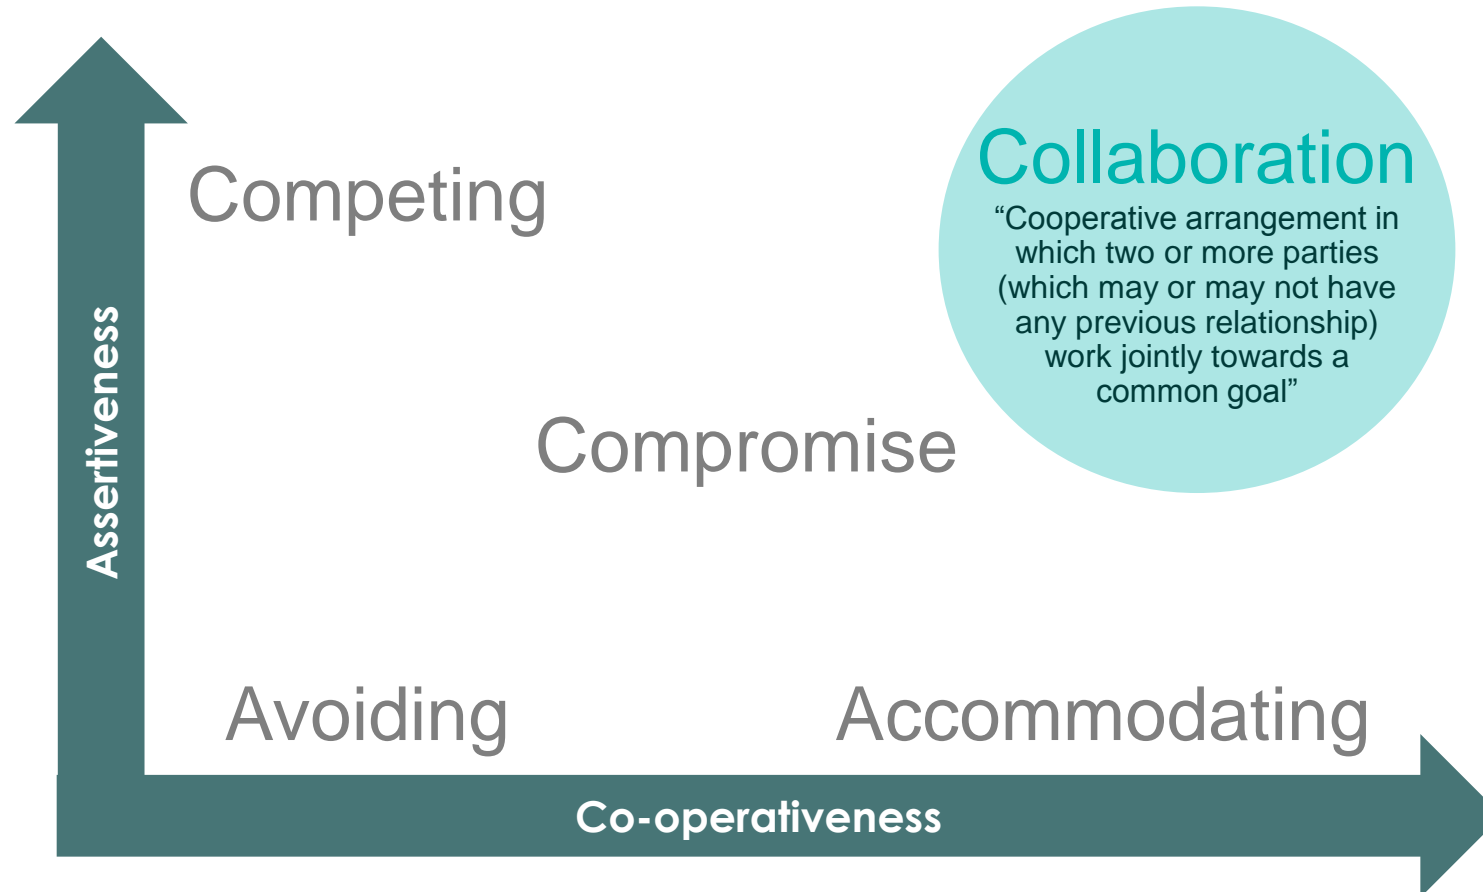 Collaboration
Competing
“Cooperative arrangement in
which two or more parties
(which may or may not have
any previous relationship)
work jointly towards a
common goal”
Assertiveness
Compromise
Avoiding
Accommodating
Co-operativeness